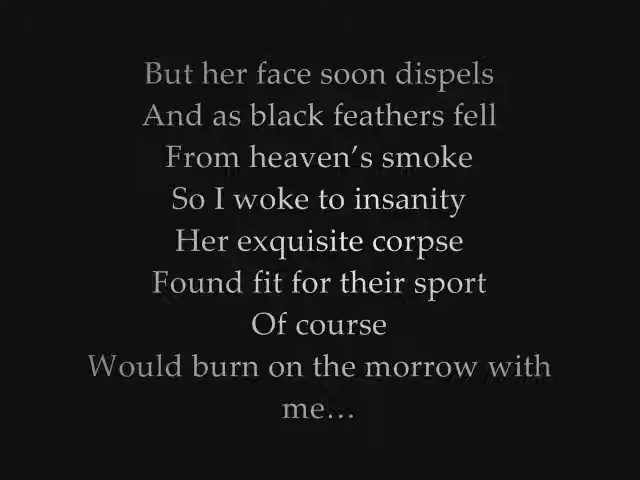 But her face soon dispels
And as black feathers fell
From heaven’s smoke
So I woke to insanity
Her exquisite corpse
Found fit for their sport
Of course
Would burn on the morrow with
me…